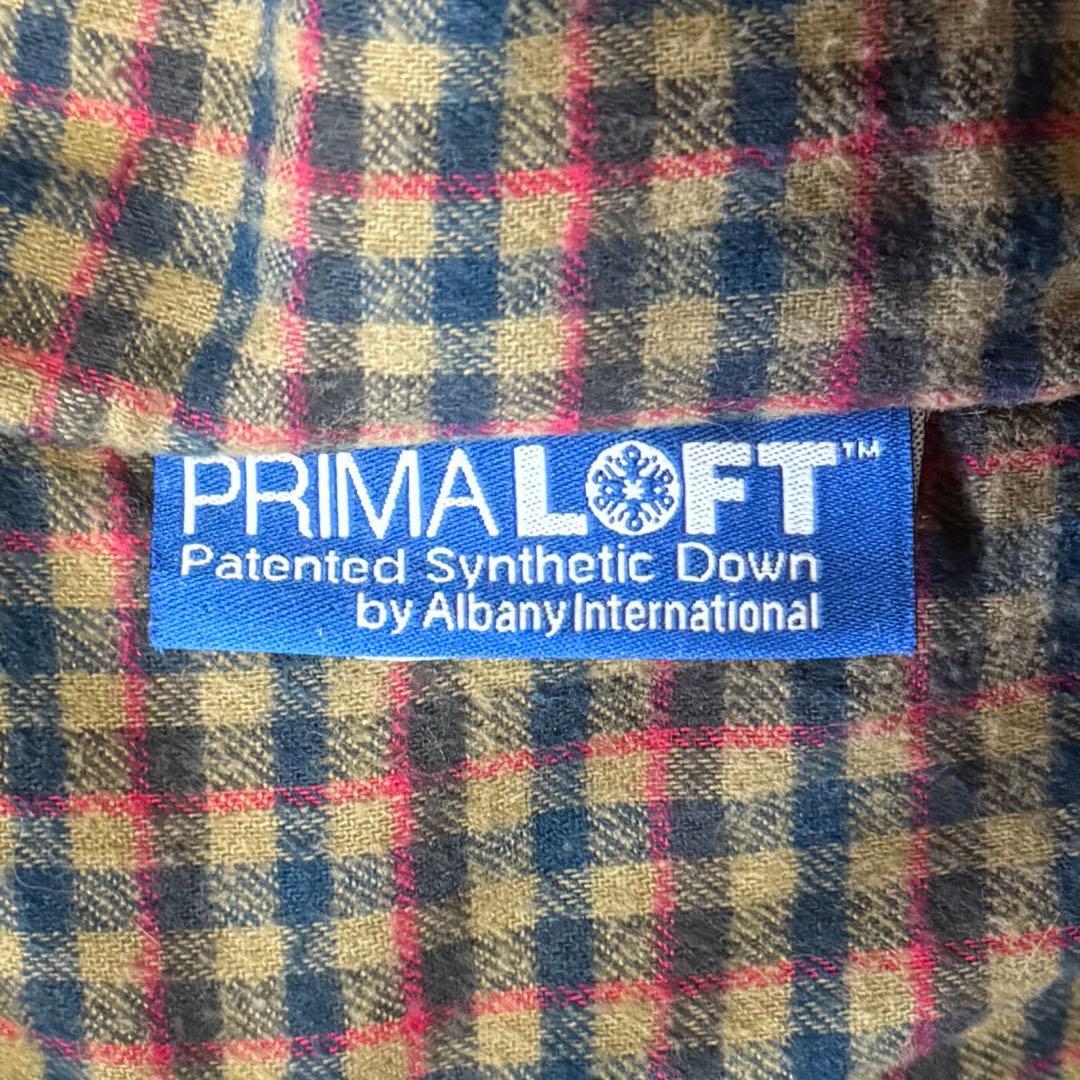 PRIMALOFT™
Patented Synthetic Down
by Albany International